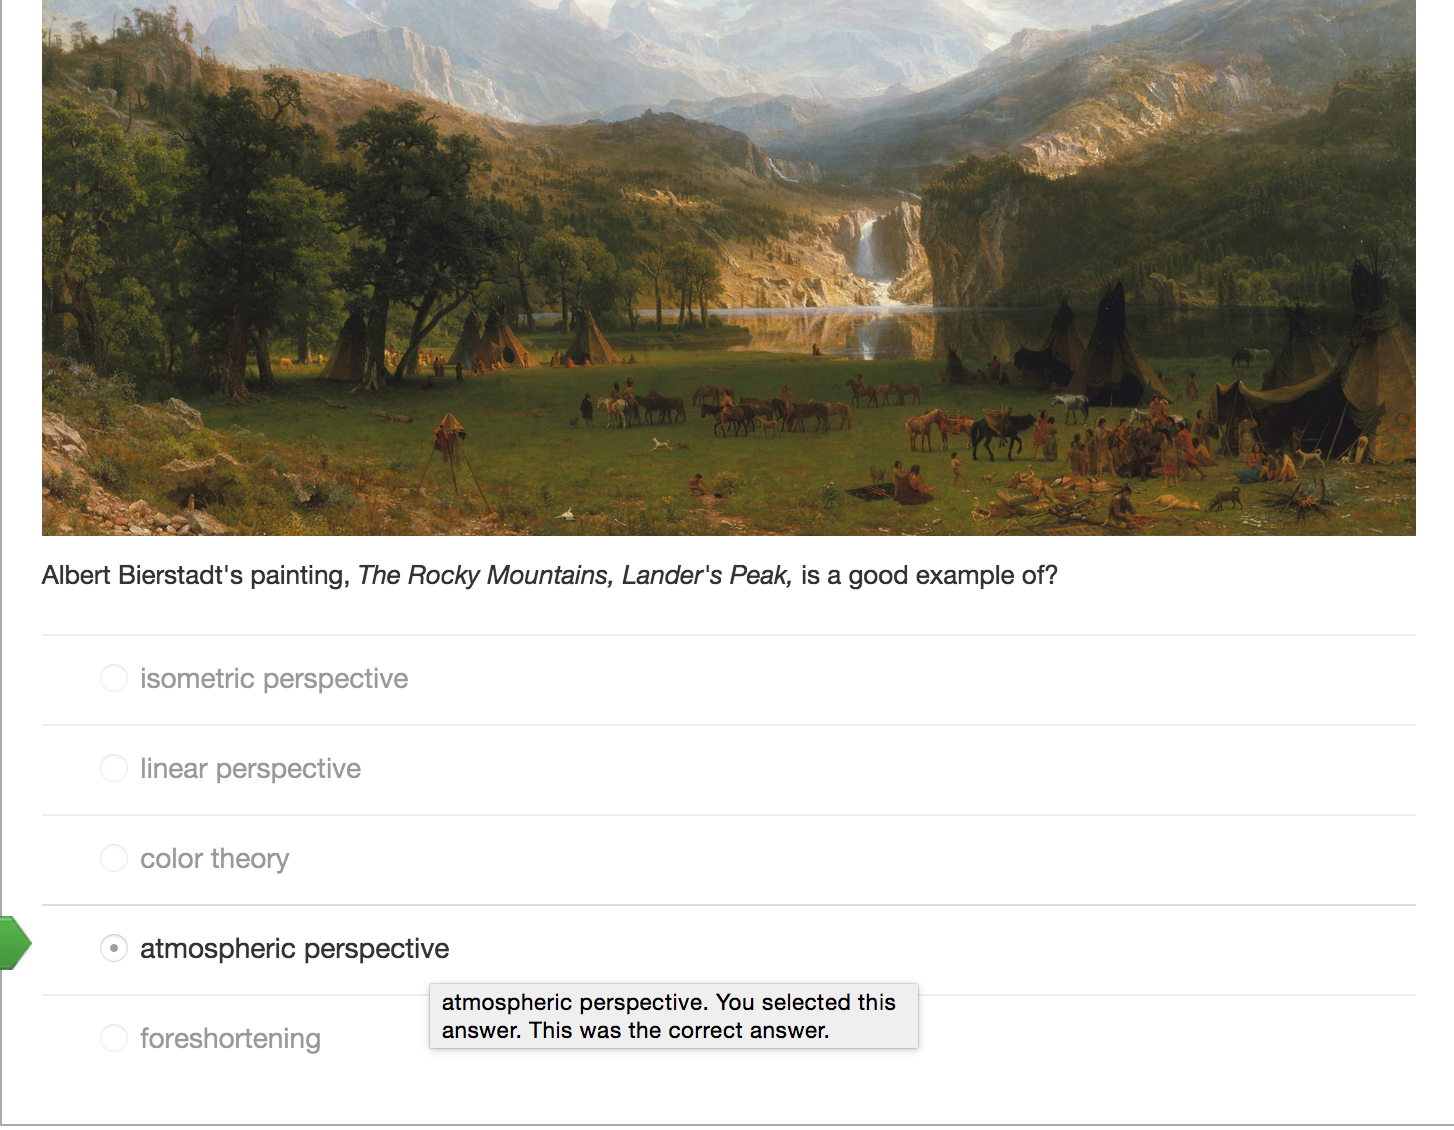 Albert Bierstadt's painting, The Rocky Mountains, Lander's Peak, is a good example of?
isometric perspective
linear perspective
color theory
atmospheric perspective
atmospheric perspective. You selected this
answer. This was the correct answer.
foreshortening